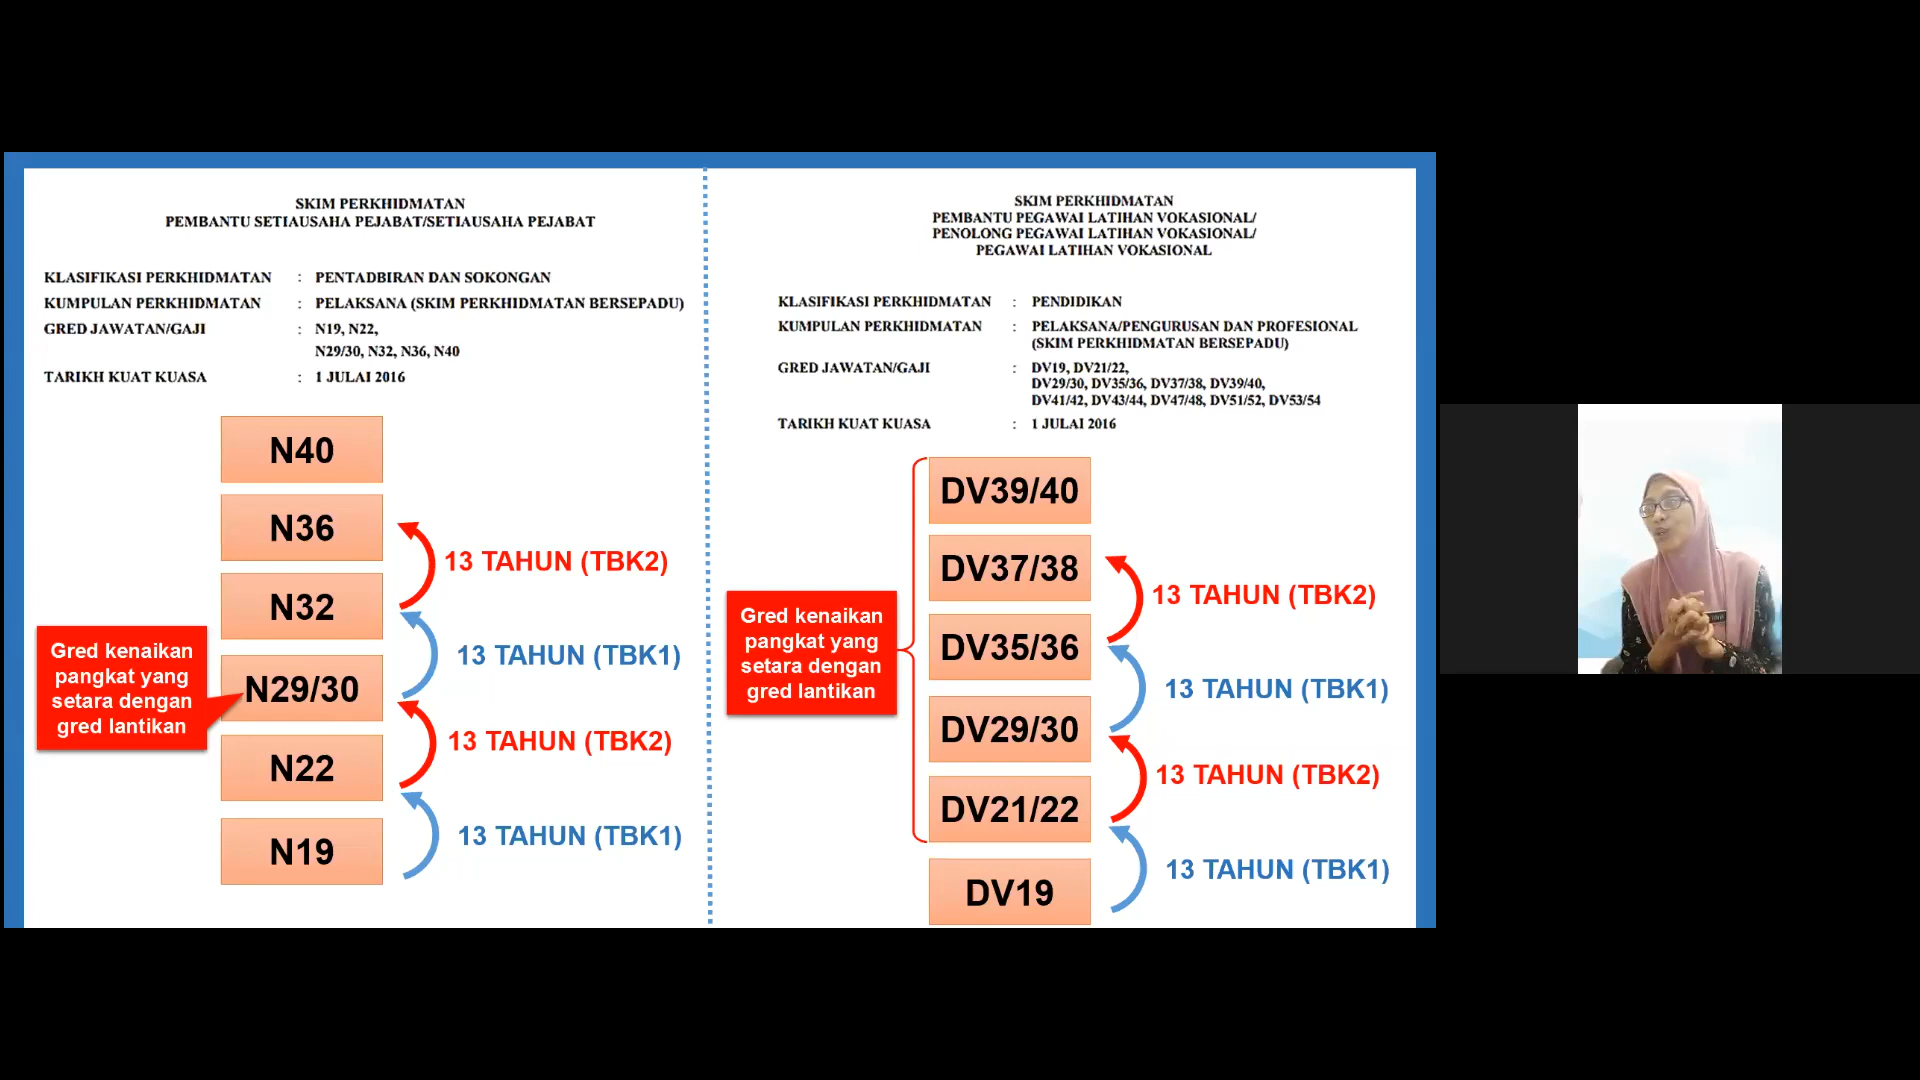 SKIM PERKHIDMATAN
PEMBANTU SETIAUSAHA PEJABAT/SETIAUSAHA PEJABAT
KLASIFIKASI PERKHIDMATAN : PENTADBIRAN DAN SOKONGAN
KUMPULAN PERKHIDMATAN : PELAKSANA (SKIM PERKHIDMATAN BERSEPADU)
GRED JAWATAN/GAJI : N19, N22,
N29/30, N32, N36, N40
TARIKH KUAT KUASA : 1 JULAI 2016
N40
N36
13 TAHUN (TBK2)
N32
13 TAHUN (TBK1)
Gred kenaikan
pangkat yang
setara dengan
gred lantikan
N29/30
13 TAHUN (TBK2)
N22
13 TAHUN (TBK1)
N19
SKIM PERKHIDMATAN
PEMBANTU PEGAWAI LATIHAN VOKASIONAL/
PENOLONG PEGAWAI LATIHAN VOKASIONAL/
PEGAWAI LATIHAN VOKASIONAL
KLASIFIKASI PERKHIDMATAN : PENDIDIKAN
KUMPULAN PERKHIDMATAN : PELAKSANA/PENGURUSAN DAN PROFESIONAL
(SKIM PERKHIDMATAN BERSEPADU)
GRED JAWATAN/GAJI : DV19, DV21/22,
DV29/30, DV35/36, DV37/38, DV39/40,
DV41/42, DV43/44, DV47/48, DV51/52, DV53/54
TARIKH KUAT KUASA : 1 JULAI 2016
DV39/40
DV37/38
13 TAHUN (TBK2)
Gred kenaikan
pangkat yang
setara dengan
gred lantikan
DV35/36
13 TAHUN (TBK1)
DV29/30
13 TAHUN (TBK2)
DV21/22
13 TAHUN (TBK1)
DV19